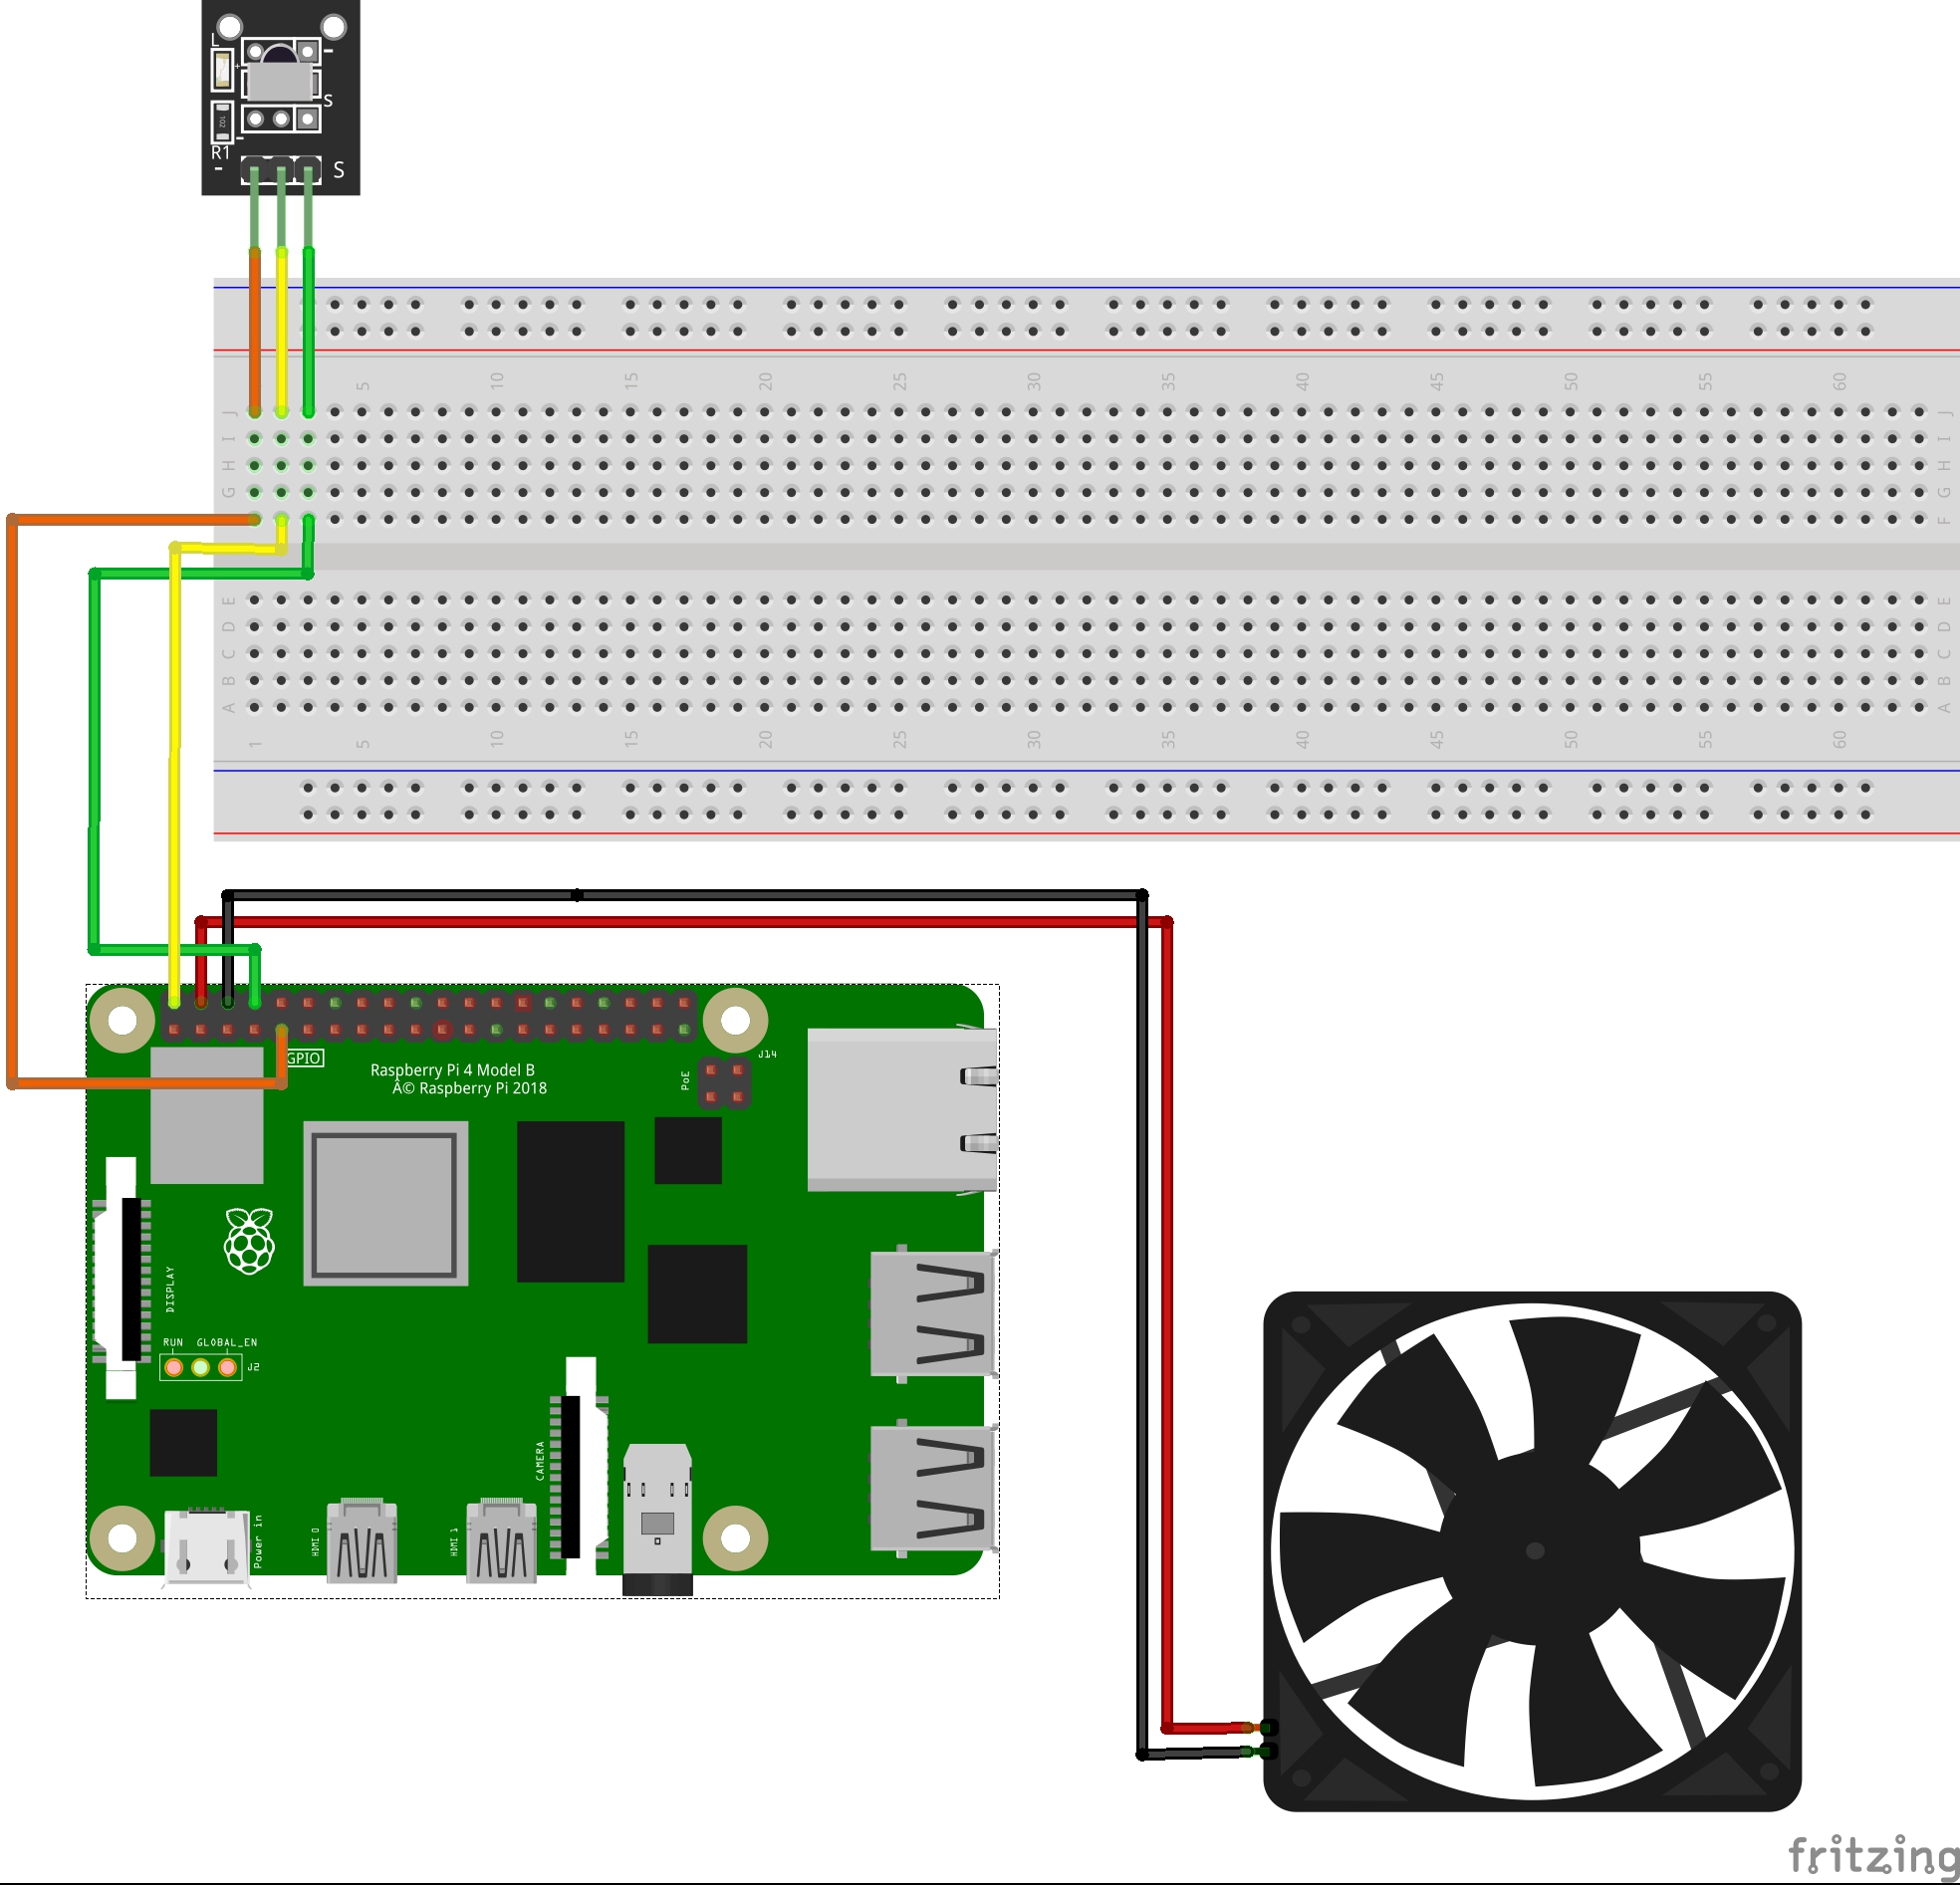 L
-
+
S
102
-
R1
-
S
5 10 15 20 25 30 35 40 45 50 55 60
J J
I I
H H
G G
F
E E
D D
C C
B B
A A
1 5 10 15 20 25 30 35 40 45 50 55 60
GPIO
Raspberry Pi 4 Model B
Â© Raspberry Pi 2018
J14
PoE
DISPLAY
RUN GLOBAL_EN
J2
CAMERA
Power in
HDMI 0
HDMI 1
fritzing